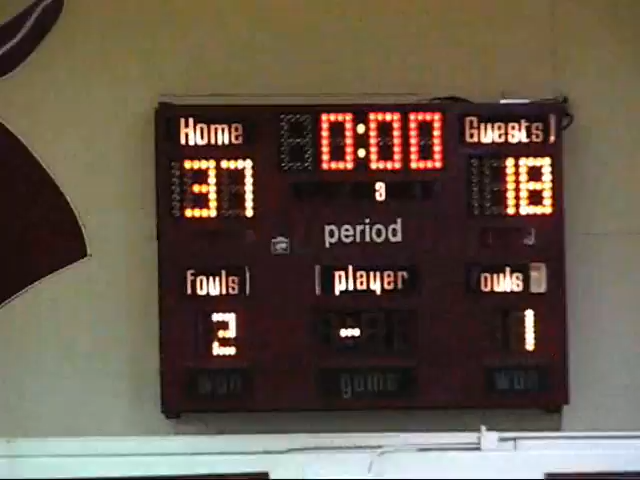 Home 0:00 Guests)
37 3 18
period
fouls) (player ouls
2 - 1
won game won